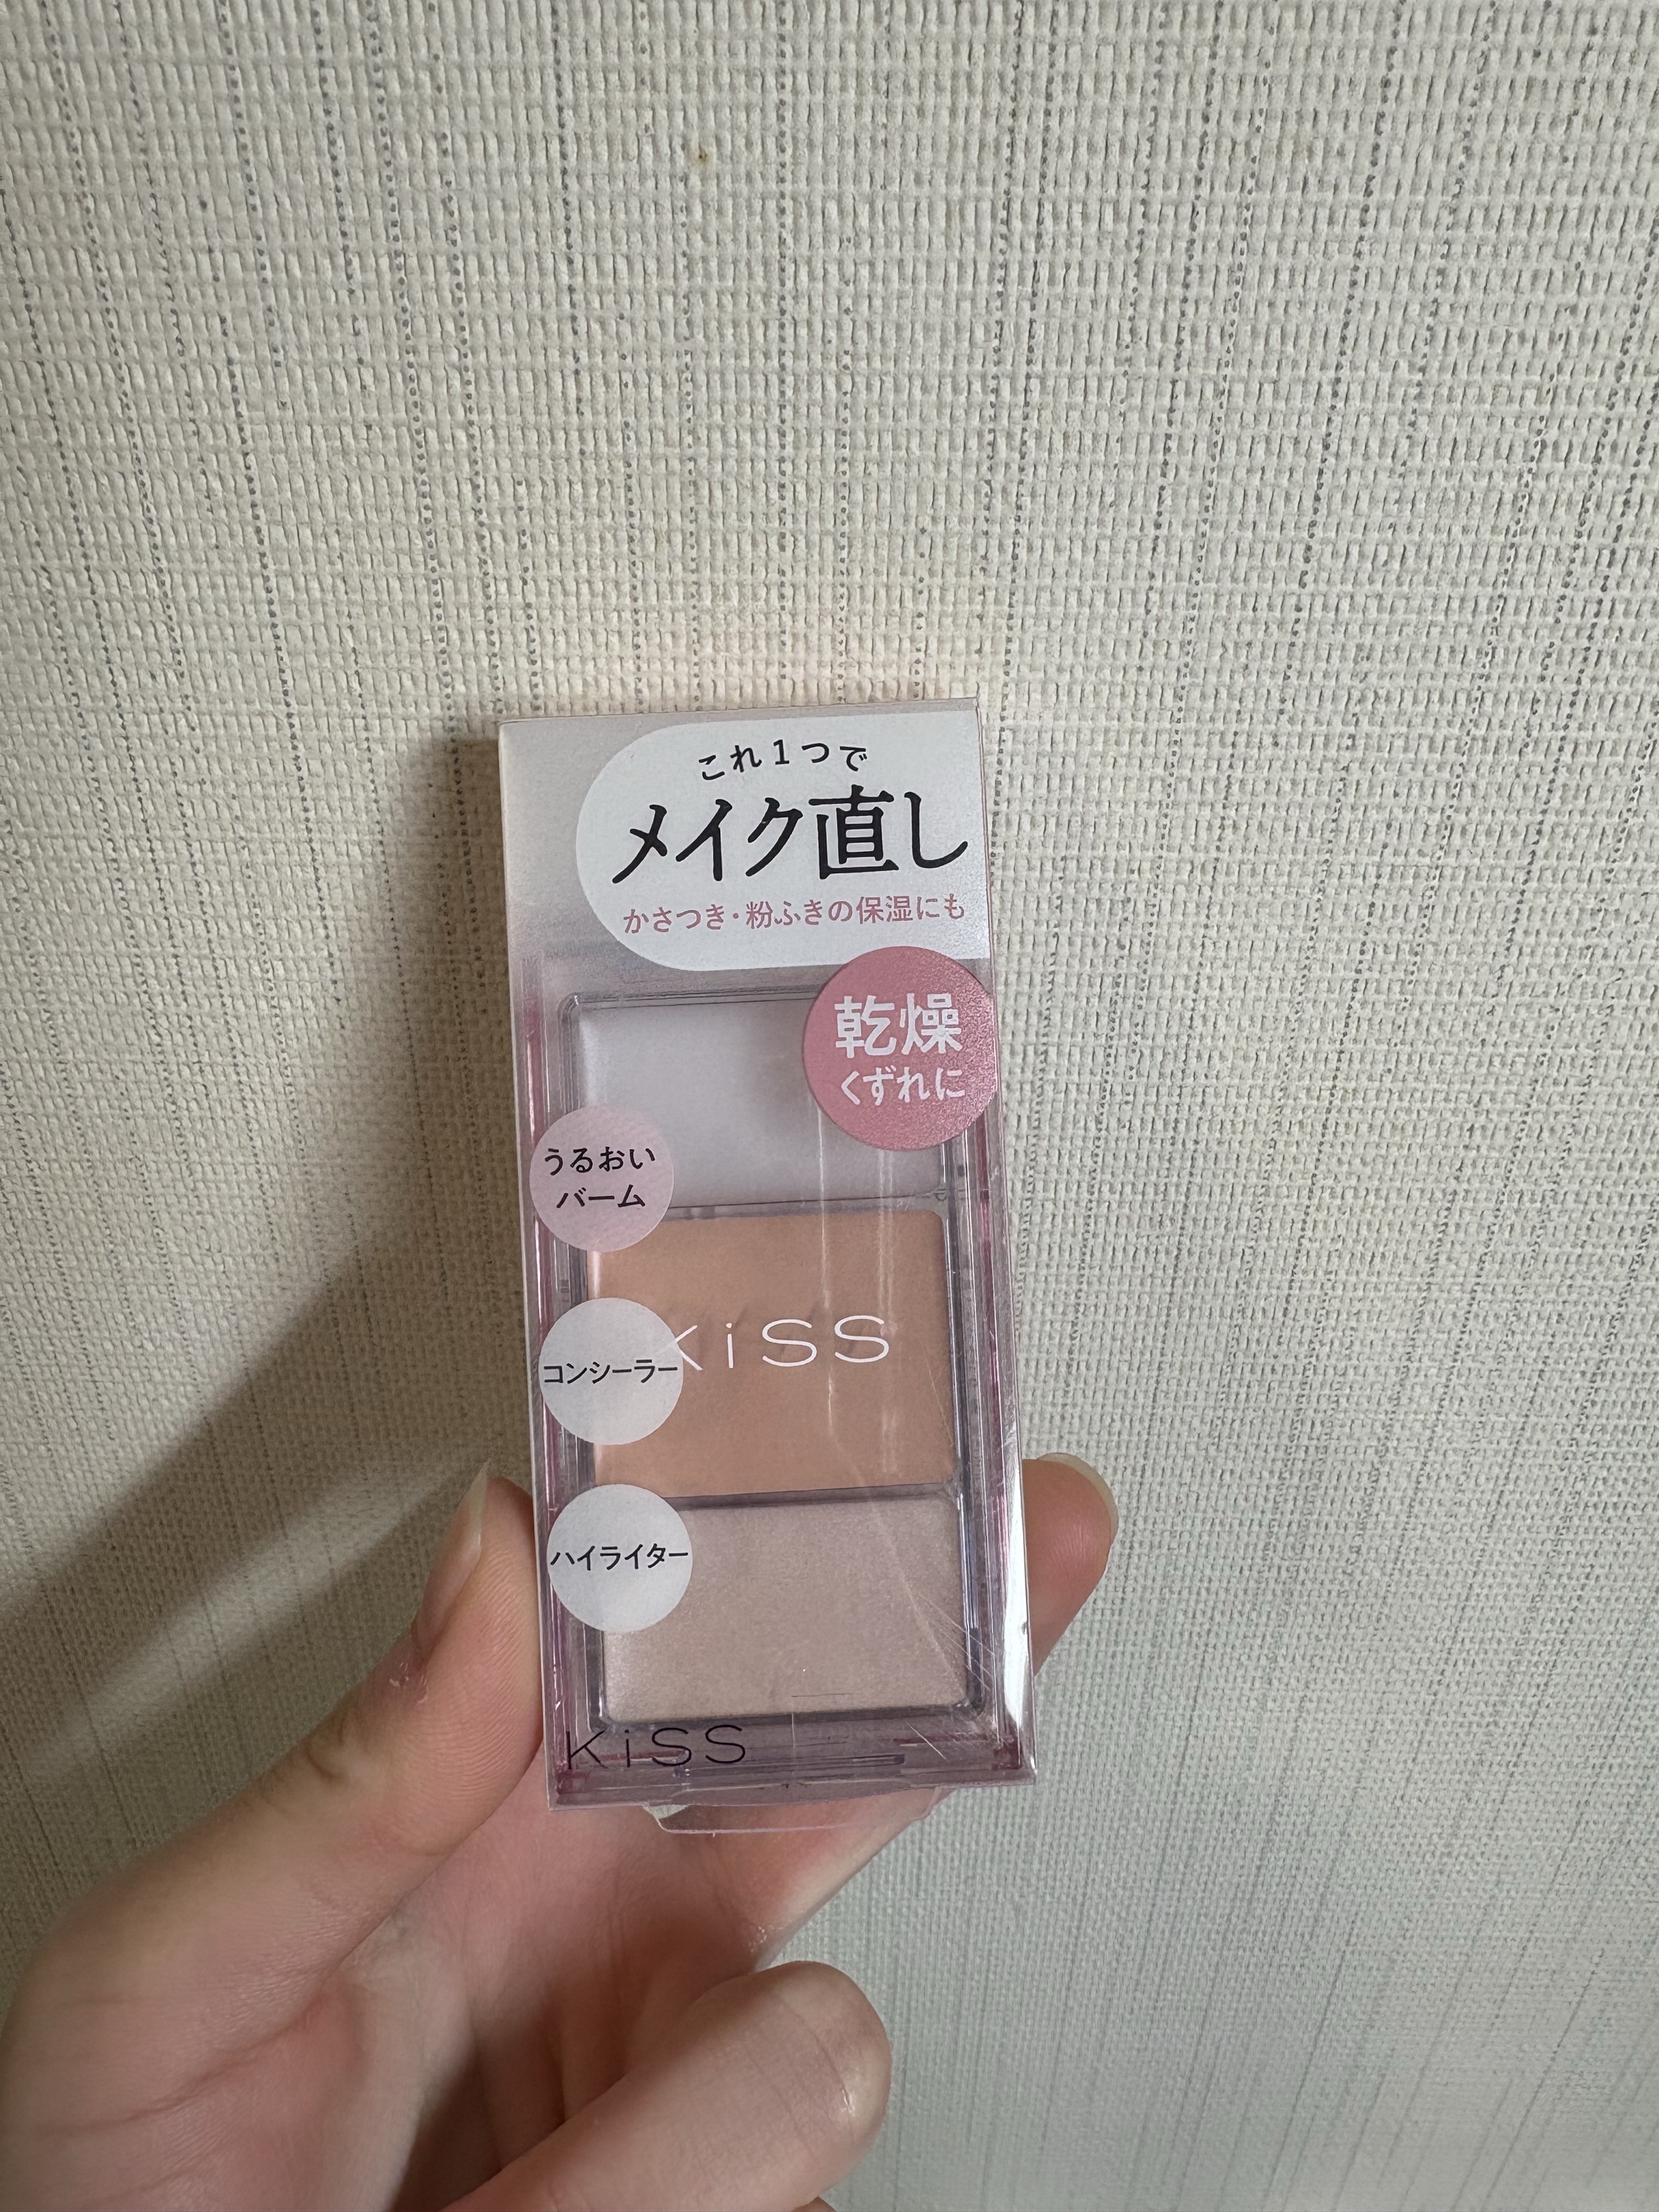 これ1つで
メイク直し
かさつき・粉ふきの保湿にも
乾燥
くずれに
うるおい
バーム
コンシーラー
KiSS
ハイライター
KiSS